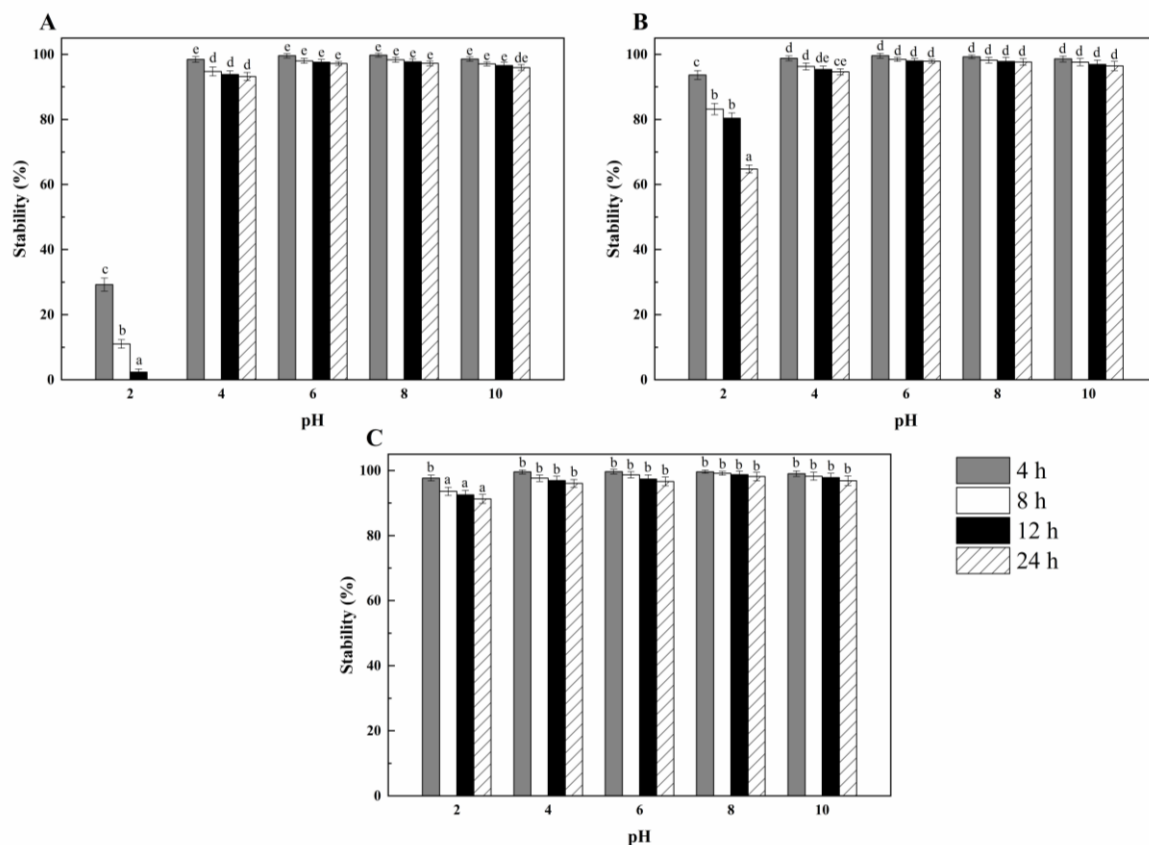 A
e e e e e e e e e
e e e de
d d d
100
80
60
40
20
0
c
b
a
Stability (%)
2 4 6 8 10
pH
B
d d d d d d d d d d d d d d
de ce
c
b b
a
100
80
60
40
20
0
Stability (%)
2 4 6 8 10
pH
C
b b b b b b b b b b b b b b b b b
a a a
100
80
60
40
20
0
Stability (%)
2 4 6 8 10
pH
4 h
8 h
12 h
24 h